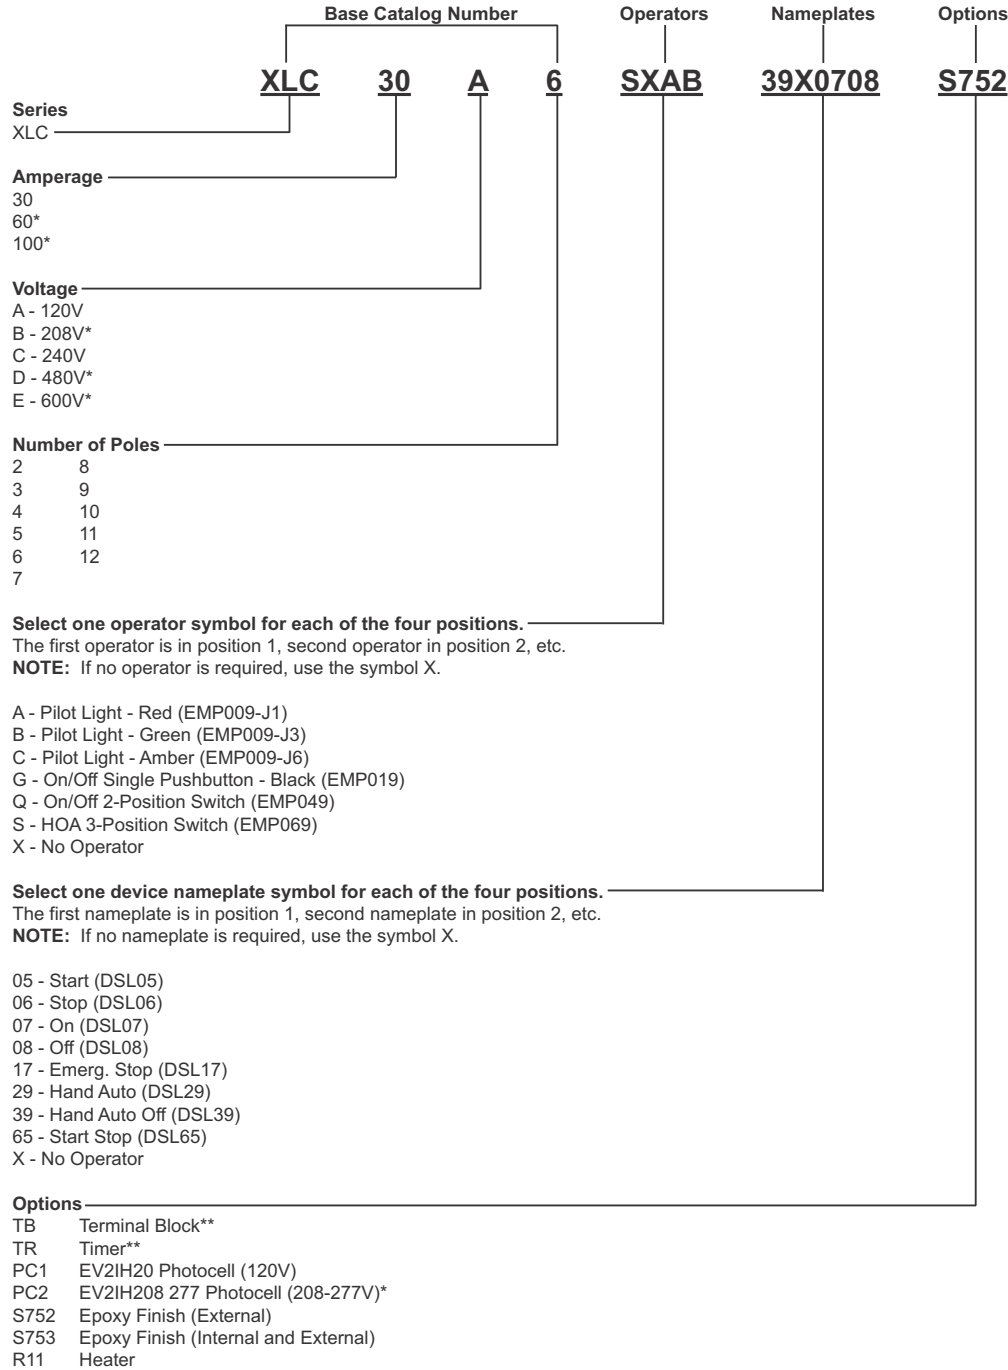 Base Catalog Number Operators Nameplates Options
XLC 30 A 6 SXAB 39X0708 S752
Series
XLC
Amperage
30
60*
100*
Voltage
A - 120V
B - 208V*
C - 240V
D - 480V*
E - 600V*
Number of Poles
2 8
3 9
4 10
5 11
6 12
7
Select one operator symbol for each of the four positions.
The first operator is in position 1, second operator in position 2, etc.
NOTE: If no operator is required, use the symbol X.
A - Pilot Light - Red (EMP009-J1)
B - Pilot Light - Green (EMP009-J3)
C - Pilot Light - Amber (EMP009-J6)
G - On/Off Single Pushbutton - Black (EMP019)
Q - On/Off 2-Position Switch (EMP049)
S - HOA 3-Position Switch (EMP069)
X - No Operator
Select one device nameplate symbol for each of the four positions.
The first nameplate is in position 1, second nameplate in position 2, etc.
NOTE: If no nameplate is required, use the symbol X.
05 - Start (DSL05)
06 - Stop (DSL06)
07 - On (DSL07)
08 - Off (DSL08)
17 - Emerg. Stop (DSL17)
29 - Hand Auto (DSL29)
39 - Hand Auto Off (DSL39)
65 - Start Stop (DSL65)
X - No Operator
Options
TB Terminal Block**
TR Timer**
PC1 EV2IH20 Photocell (120V)
PC2 EV2IH208 277 Photocell (208-277V)*
S752 Epoxy Finish (External)
S753 Epoxy Finish (Internal and External)
R11 Heater